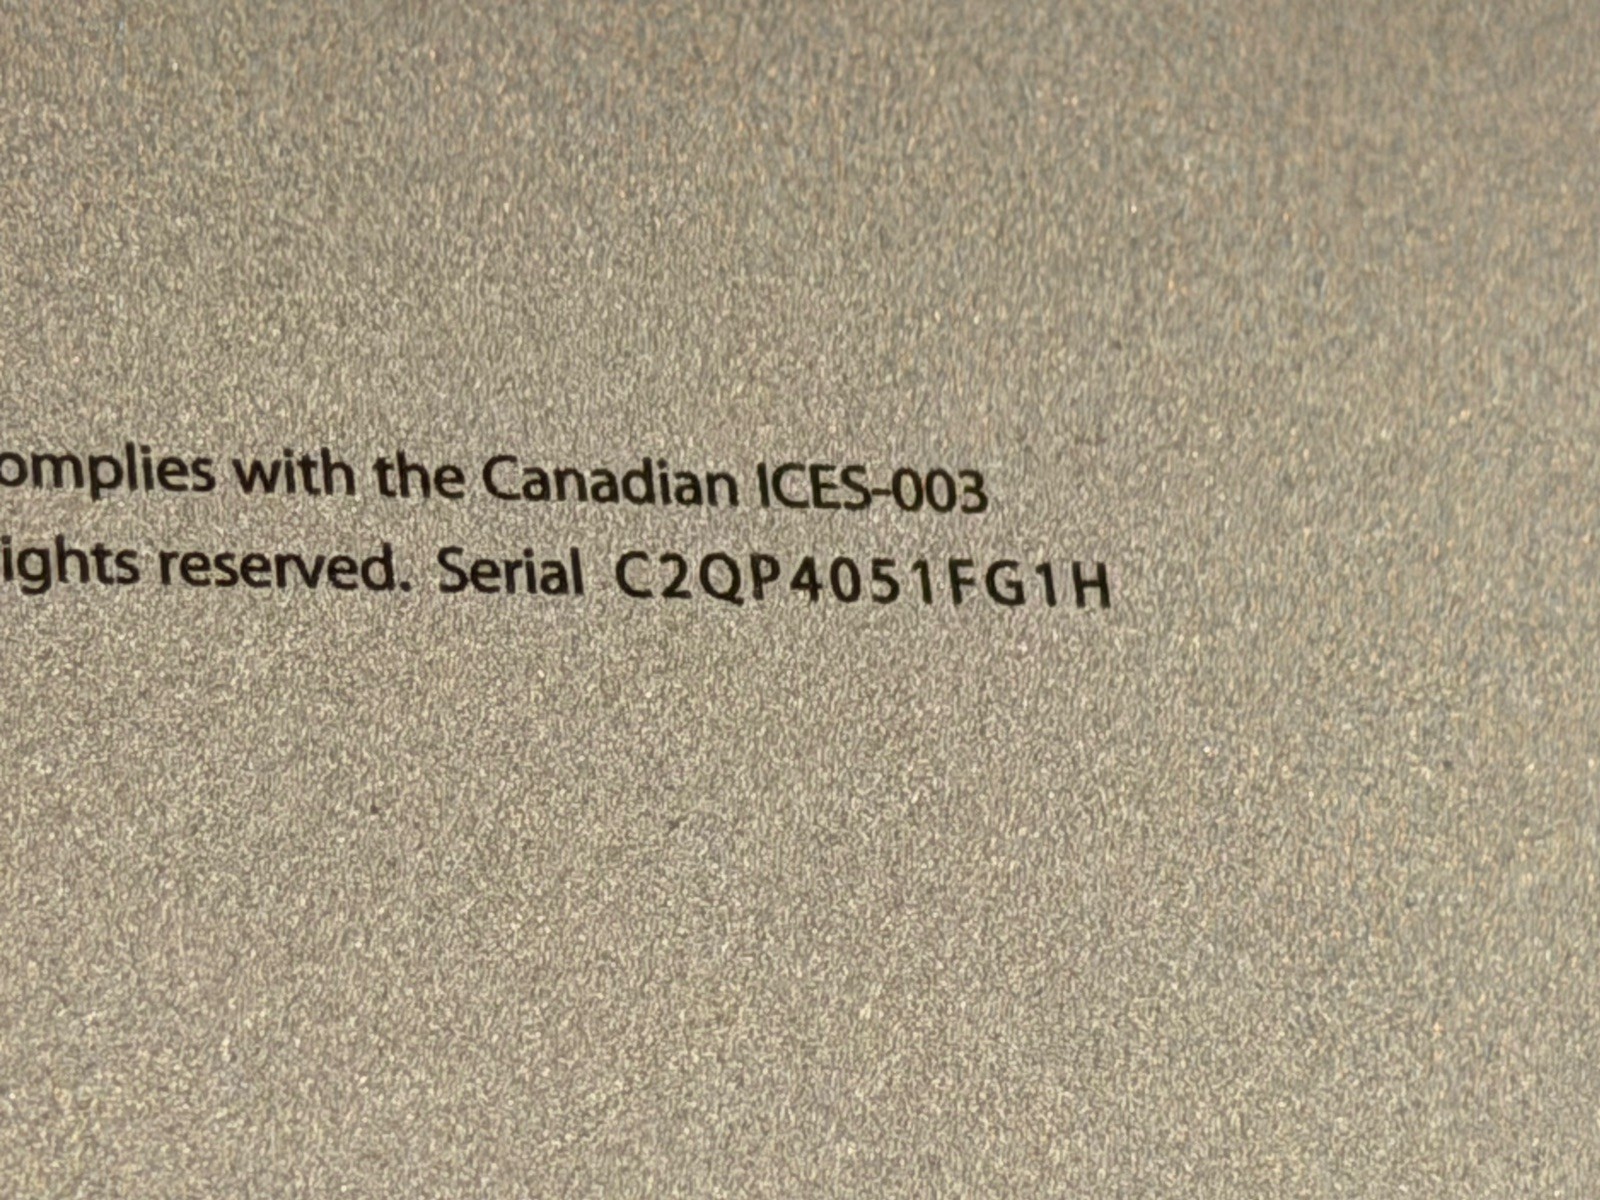 omplies with the Canadian ICES-003
ights reserved. Serial C2QP4051FG1H